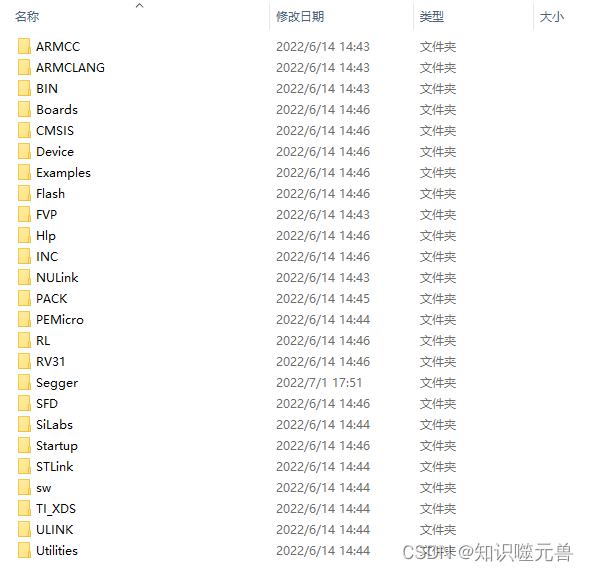 名称 修改日期 类型 大小
ARMCC 2022/6/14 14:43 文件夹
ARMCLANG 2022/6/14 14:43 文件夹
BIN 2022/6/14 14:43 文件夹
Boards 2022/6/14 14:46 文件夹
CMSIS 2022/6/14 14:46 文件夹
Device 2022/6/14 14:46 文件夹
Examples 2022/6/14 14:46 文件夹
Flash 2022/6/14 14:46 文件夹
FVP 2022/6/14 14:43 文件夹
Hlp 2022/6/14 14:46 文件夹
INC 2022/6/14 14:46 文件夹
NULink 2022/6/14 14:43 文件夹
PACK 2022/6/14 14:45 文件夹
PEMicro 2022/6/14 14:44 文件夹
RL 2022/6/14 14:46 文件夹
RV31 2022/6/14 14:46 文件夹
Segger 2022/7/1 17:51 文件夹
SFD 2022/6/14 14:46 文件夹
SiLabs 2022/6/14 14:44 文件夹
Startup 2022/6/14 14:46 文件夹
STLink 2022/6/14 14:44 文件夹
sw 2022/6/14 14:44 文件夹
TI_XDS 2022/6/14 14:44 文件夹
ULINK 2022/6/14 14:44 文件夹
Utilities 2022/6/14 14:44 文件夹
CSDN @知识噬元兽